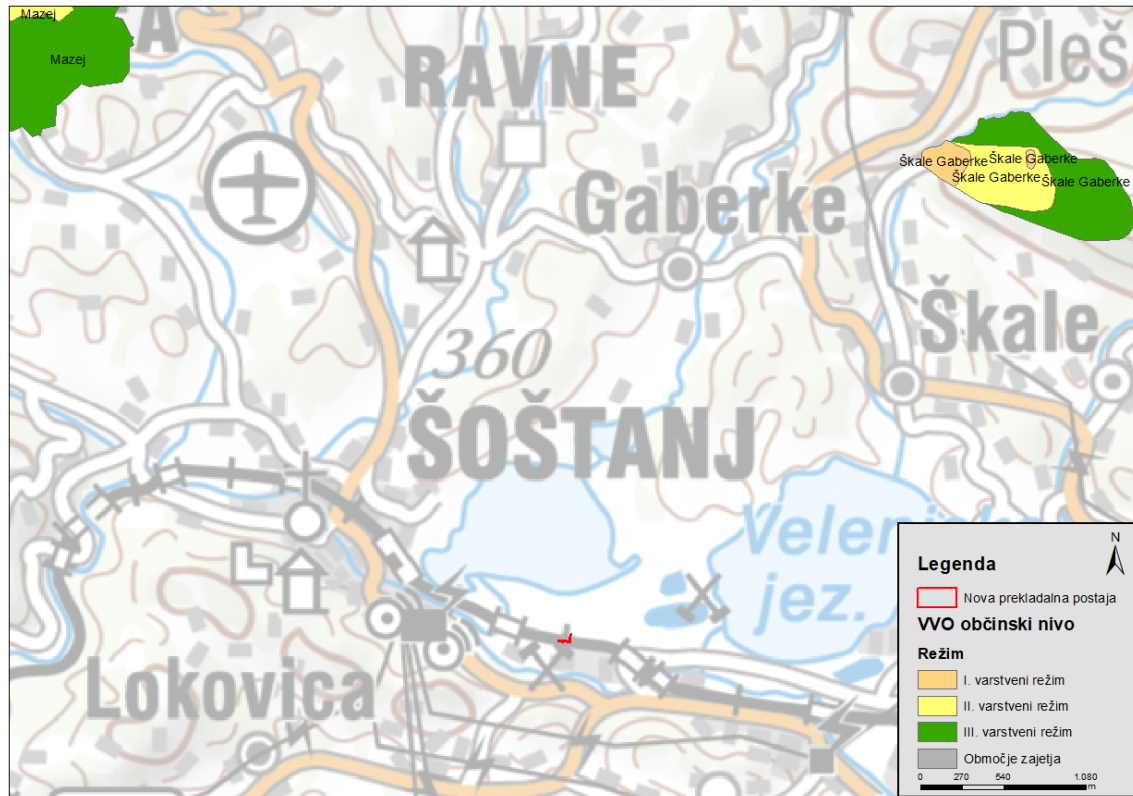 Mazej
A
Mazej
RAVNE
Pleš
Škale Gaberke
Škale Gaberke
Škale Gaberke
Škale Gaberke
Gaberke
Škale
360
ŠOŠTANJ
Velenj
jez.
Lokovica
N
Legenda
Nova prekladalna postaja
VVO občinski nivo
Režim
I. varstveni režim
II. varstveni režim
III. varstveni režim
Območje zajetja
0 270 540 1.080
m